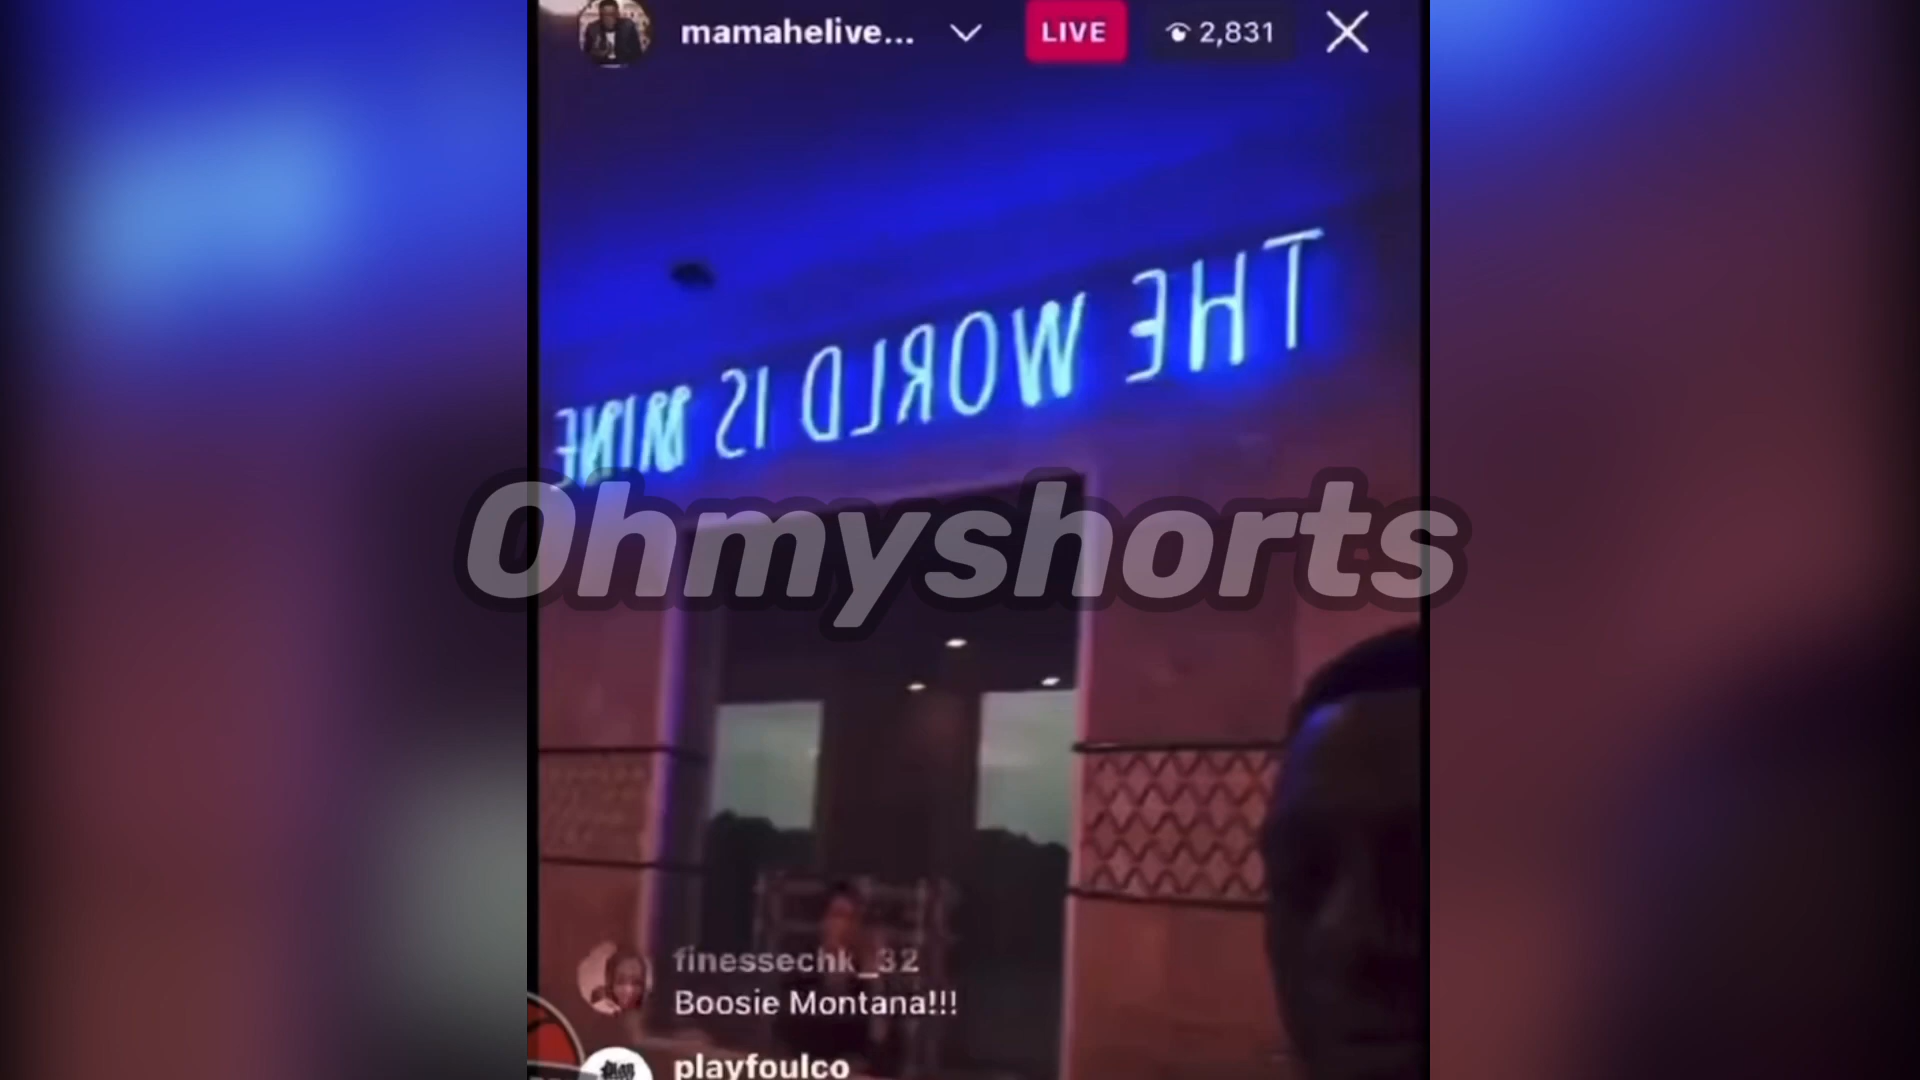 mamahelive...
LIVE
2,831
THE WORLD IS MINE
Ohmyshorts
finessechk_32
Boosie Montana!!!
playfoulco